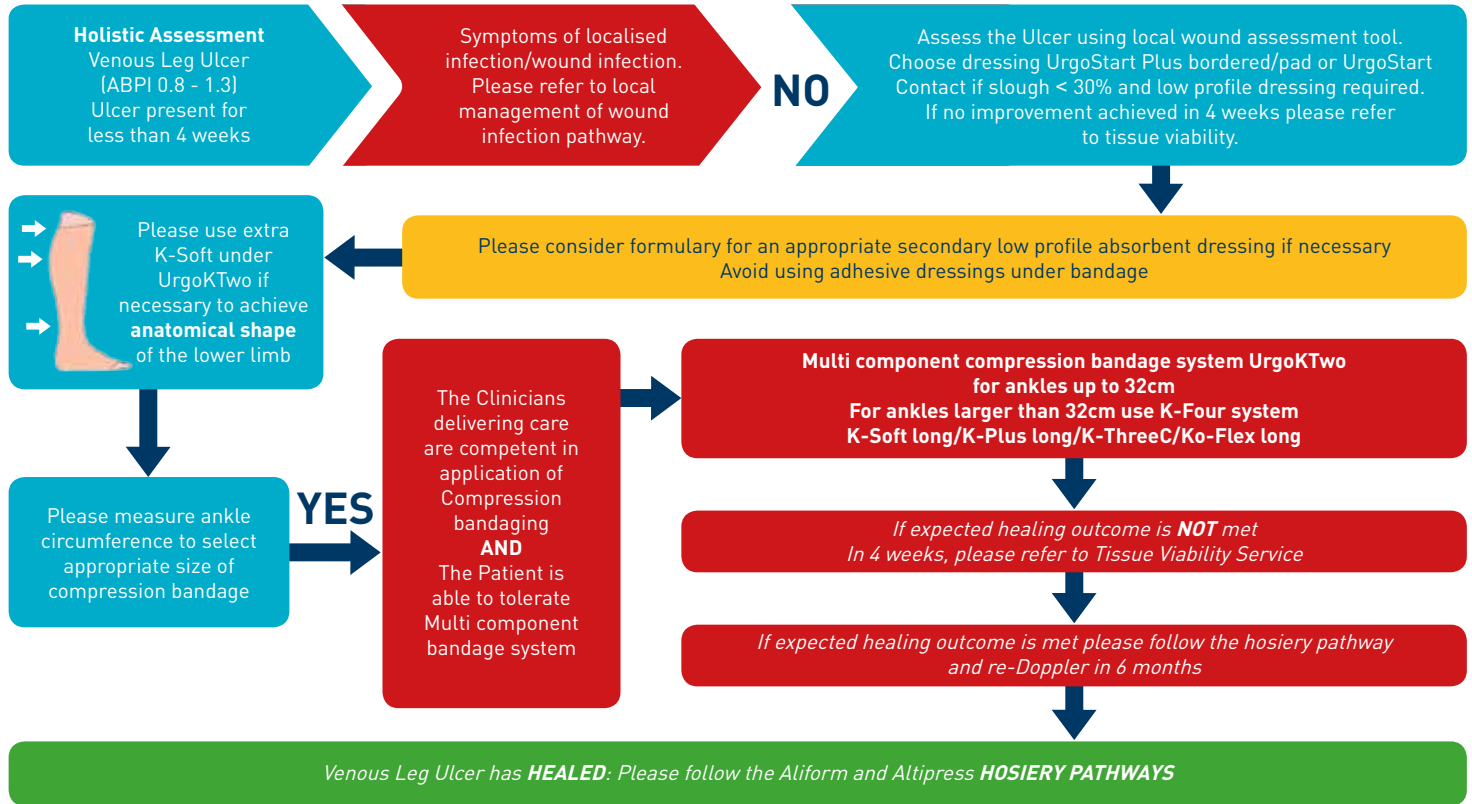 Holistic Assessment
Venous Leg Ulcer
(ABPI 0.8 - 1.3)
Ulcer present for
less than 4 weeks
Symptoms of localised
infection/wound infection.
Please refer to local
management of wound
infection pathway.
NO
Assess the Ulcer using local wound assessment tool.
Choose dressing UrgoStart Plus bordered/pad or UrgoStart
Contact if slough < 30% and low profile dressing required.
If no improvement achieved in 4 weeks please refer
to tissue viability.
Please consider formulary for an appropriate secondary low profile absorbent dressing if necessary
Avoid using adhesive dressings under bandage
Please use extra
K-Soft under
UrgoKTwo if
necessary to achieve
anatomical shape
of the lower limb
Please measure ankle
circumference to select
appropriate size of
compression bandage
YES
The Clinicians
delivering care
are competent in
application of
Compression
bandaging
AND
The Patient is
able to tolerate
Multi component
bandage system
Multi component compression bandage system UrgoKTwo
for ankles up to 32cm
For ankles larger than 32cm use K-Four system
K-Soft long/K-Plus long/K-ThreeC/Ko-Flex long
If expected healing outcome is NOT met
In 4 weeks, please refer to Tissue Viability Service
If expected healing outcome is met please follow the hosiery pathway
and re-Doppler in 6 months
Venous Leg Ulcer has HEALED: Please follow the Aliform and Altipress HOSIERY PATHWAYS